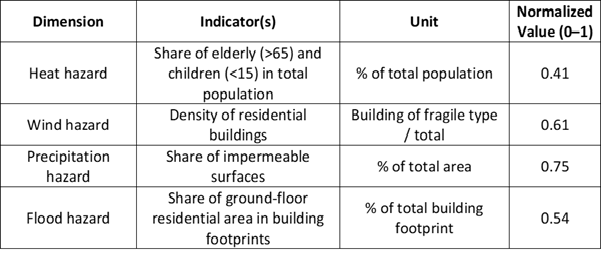 Dimension
Indicator(s)
Unit
Normalized
Value (0–1)
Heat hazard
Share of elderly (>65) and
children (<15) in total
population
% of total population
0.41
Wind hazard
Density of residential
buildings
Building of fragile type
/ total
0.61
Precipitation
hazard
Share of impermeable
surfaces
% of total area
0.75
Flood hazard
Share of ground-floor
residential area in building
footprints
% of total building
footprint
0.54